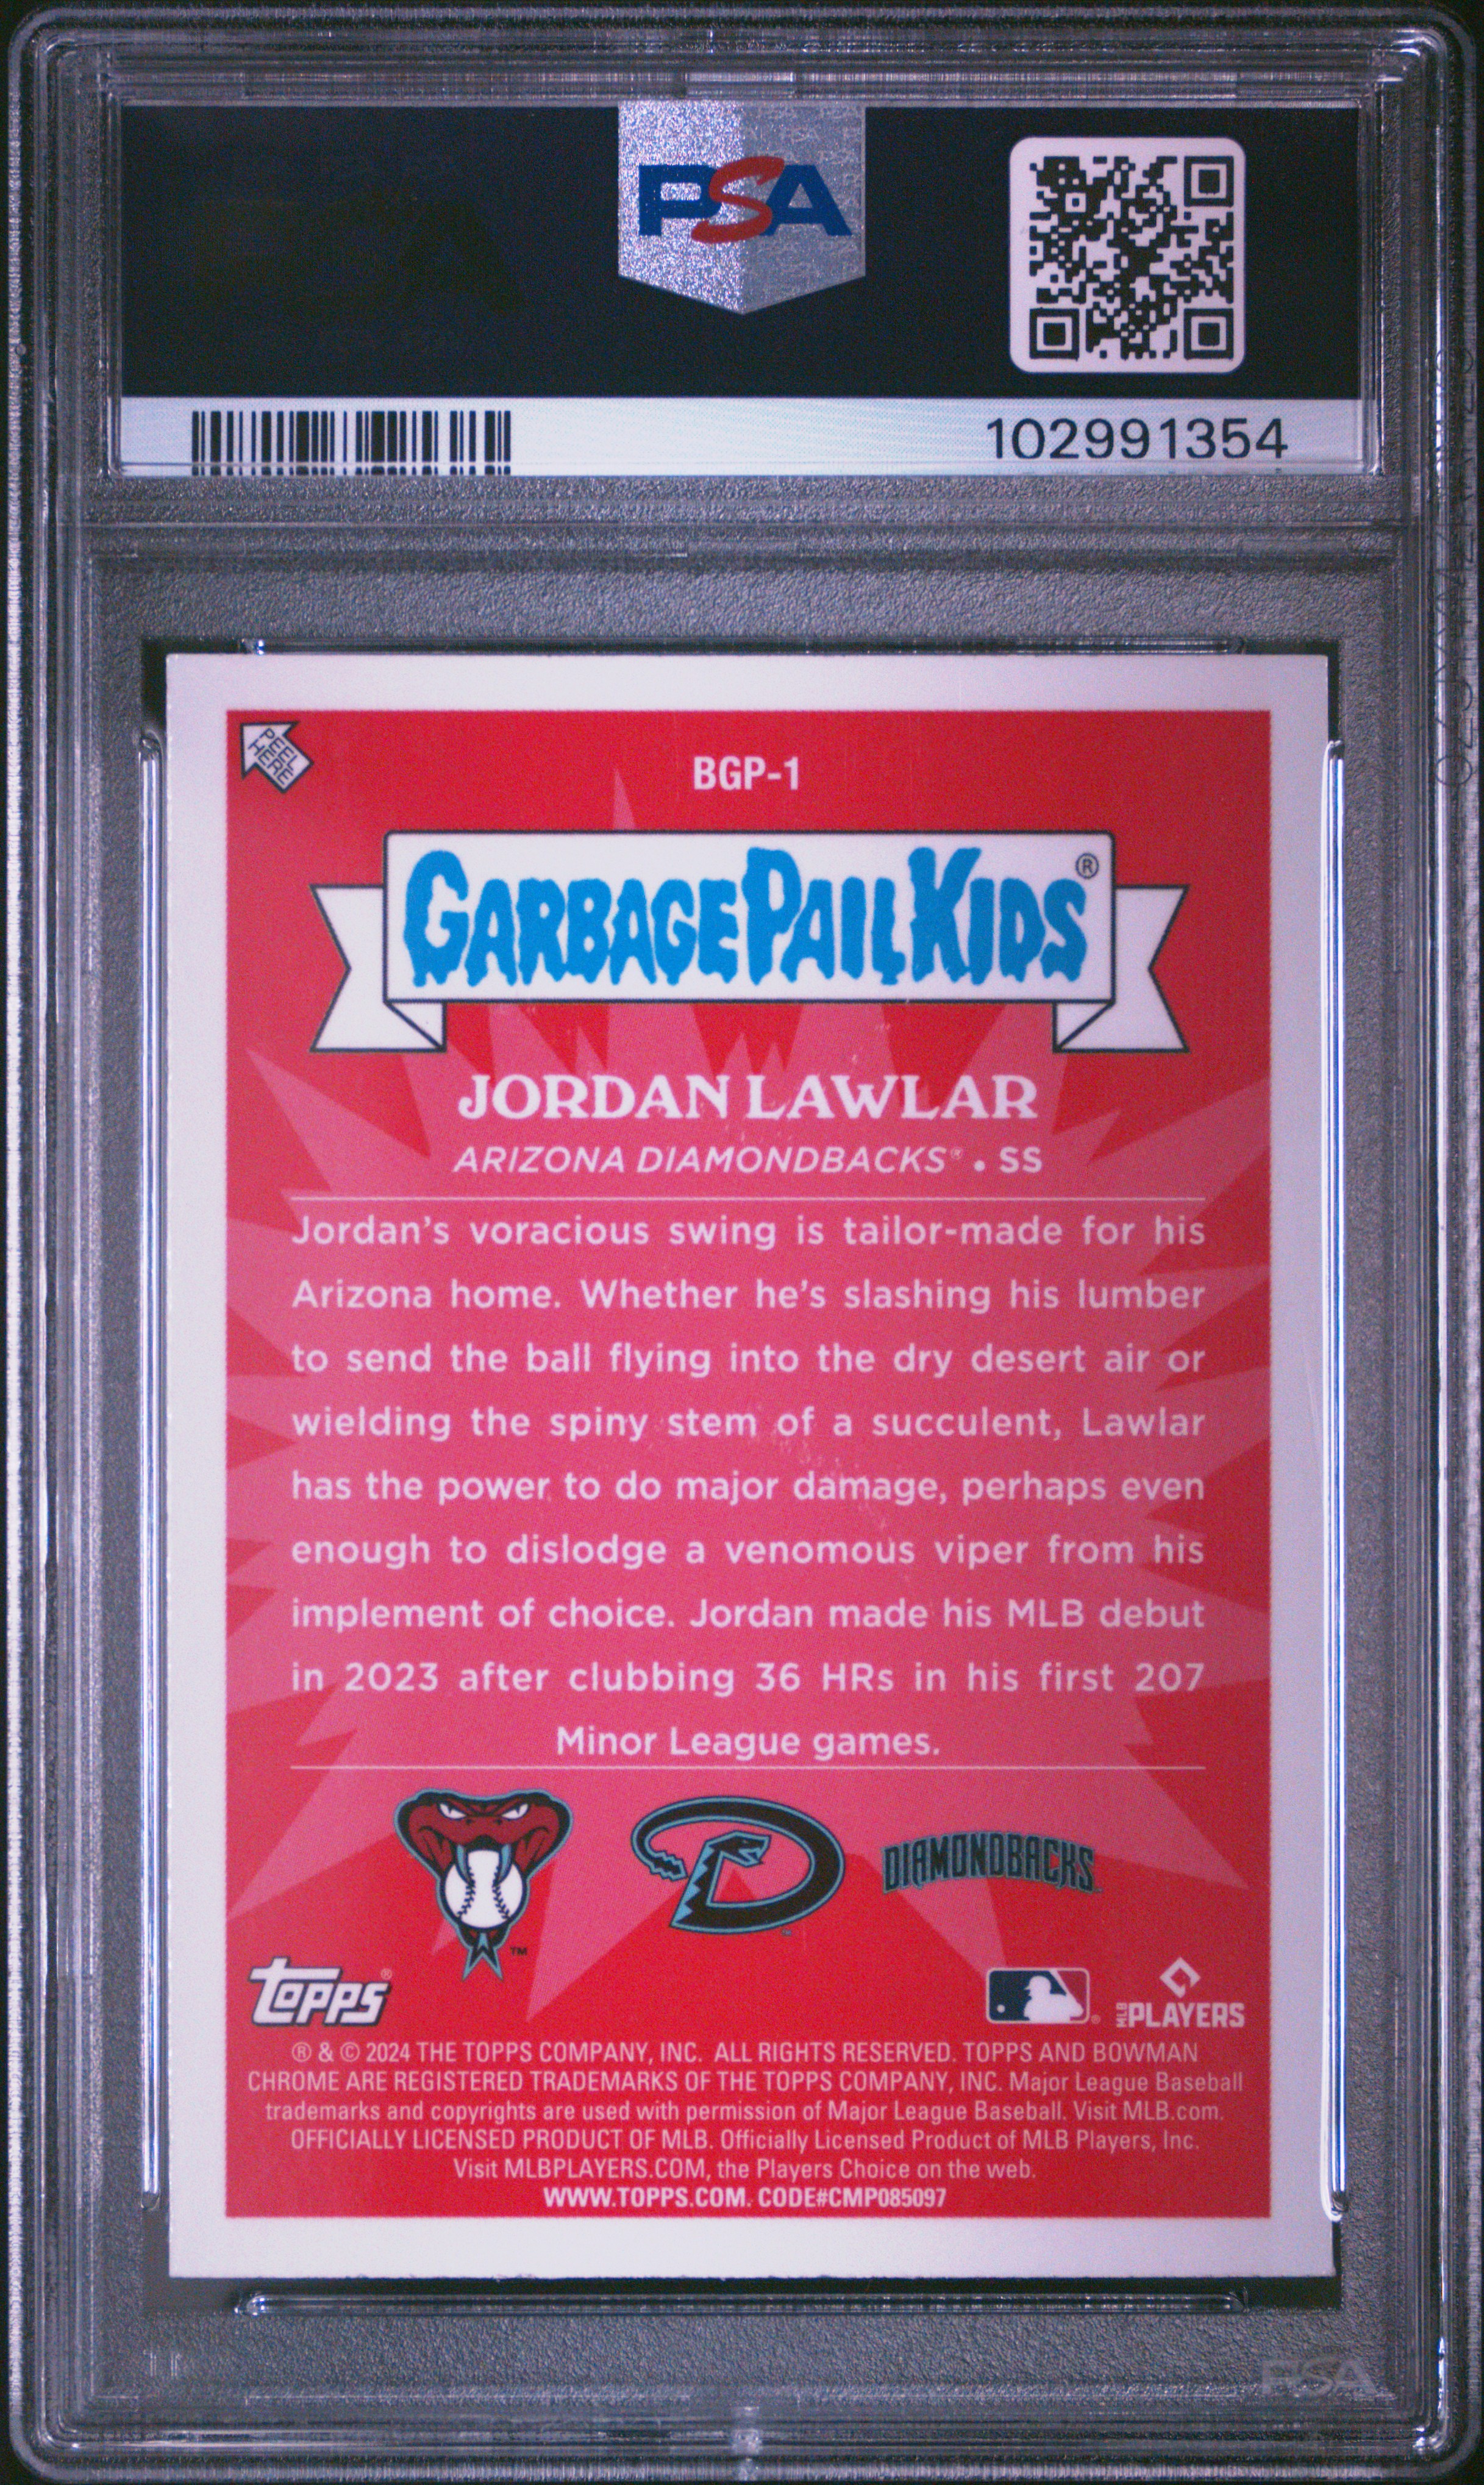 PSA
102991354
PEEL
HERE
BGP-1
GARBAGE PAIL KIDS®
JORDAN LAWLAR
ARIZONA DIAMONDBACKS® • SS
Jordan's voracious swing is tailor-made for his
Arizona home. Whether he's slashing his lumber
to send the ball flying into the dry desert air or
wielding the spiny stem of a succulent, Lawlar
has the power to do major damage, perhaps even
enough to dislodge a venomous viper from his
implement of choice. Jordan made his MLB debut
in 2023 after clubbing 36 HRs in his first 207
Minor League games.
TM
D
DIAMONDBACKS
topps®
MLB PLAYERS
® & © 2024 THE TOPPS COMPANY, INC. ALL RIGHTS RESERVED. TOPPS AND BOWMAN
CHROME ARE REGISTERED TRADEMARKS OF THE TOPPS COMPANY, INC. Major League Baseball
trademarks and copyrights are used with permission of Major League Baseball. Visit MLB.com.
OFFICIALLY LICENSED PRODUCT OF MLB. Officially Licensed Product of MLB Players, Inc.
Visit MLBPLAYERS.COM, the Players Choice on the web.
WWW.TOPPS.COM. CODE#CMP085097
PSA